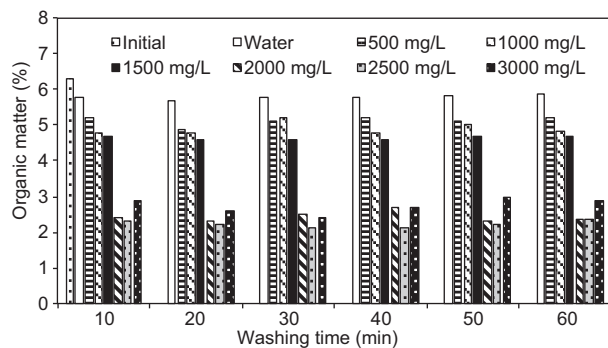 8
Initial Water 500 mg/L 1000 mg/L
7
1500 mg/L 2000 mg/L 2500 mg/L 3000 mg/L
6
5
4
3
2
1
0
Organic matter (%)
10 20 30 40 50 60
Washing time (min)